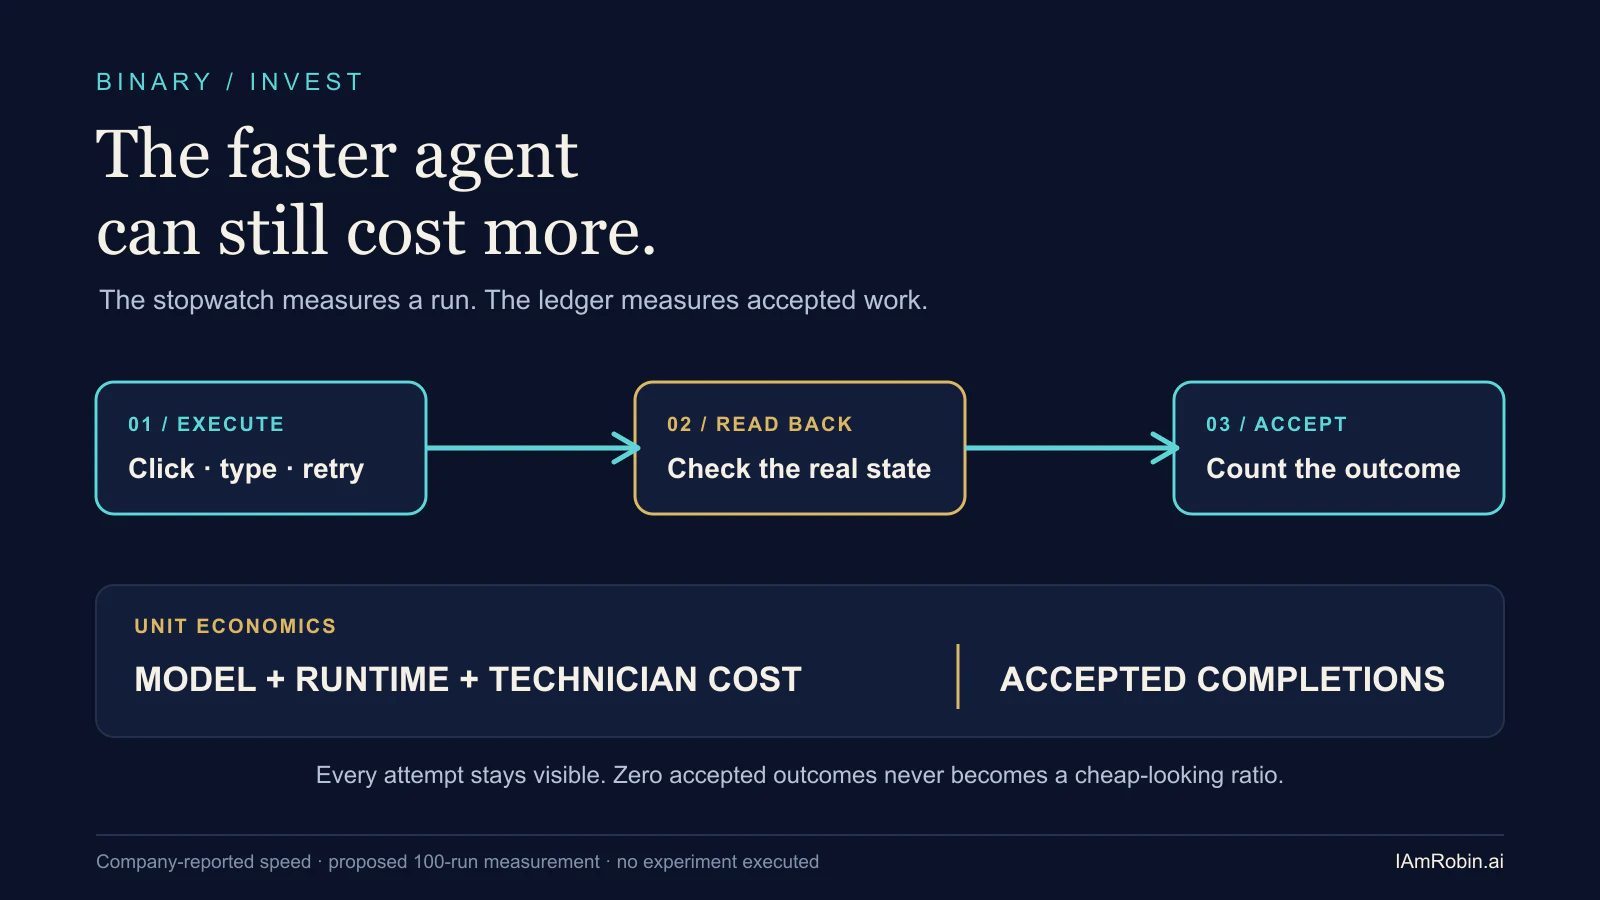 BINARY / INVEST
The faster agent
can still cost more.
The stopwatch measures a run. The ledger measures accepted work.
01 / EXECUTE
Click · type · retry
02 / READ BACK
Check the real state
03 / ACCEPT
Count the outcome
UNIT ECONOMICS
MODEL + RUNTIME + TECHNICIAN COST
ACCEPTED COMPLETIONS
Every attempt stays visible. Zero accepted outcomes never becomes a cheap-looking ratio.
Company-reported speed · proposed 100-run measurement · no experiment executed
IAmRobin.ai